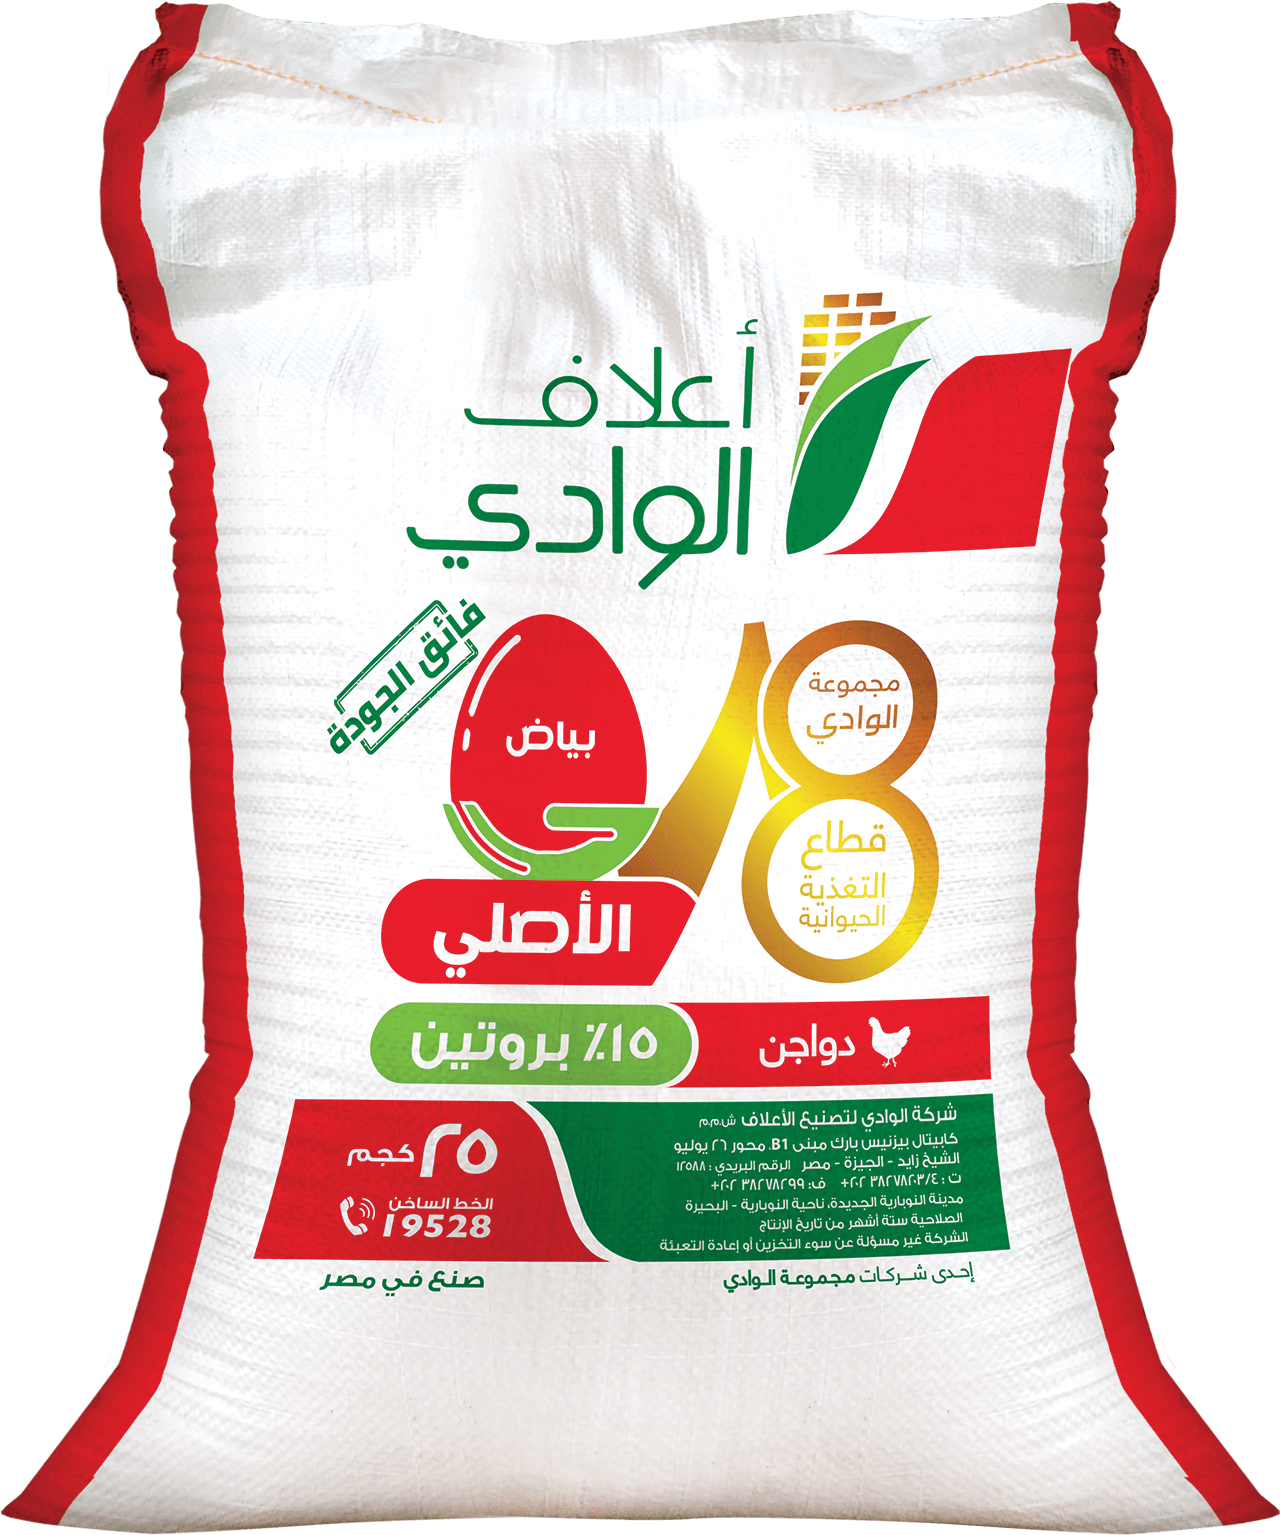 أعلاف
الوادي
فائق الجودة
بياض
مجموعة
الوادي
قطاع
التغذية
الحيوانية
الأصلي
دواجن
١٥٪ بروتين
شركة الوادي لتصنيع الأعلاف ش.م.م
كابيتال بيزنيس بارك مبنى B1. محور ٢٦ يوليو
الشيخ زايد - الجيزة - مصر الرقم البريدي : ١٢٥٨٨
ت : ٣٨٢٧٨٢٠٣/٤ ٢٠٢+ ف: ٣٨٢٧٨٢٩٩ ٢٠٢+
مدينة النوبارية الجديدة، ناحية النوبارية - البحيرة
الصلاحية ستة أشهر من تاريخ الإنتاج
الشركة غير مسؤلة عن سوء التخزين أو إعادة التعبئة
٢٥ كجم
الخط الساخن
19528
إحدى شركات مجموعة الوادي
صنع في مصر